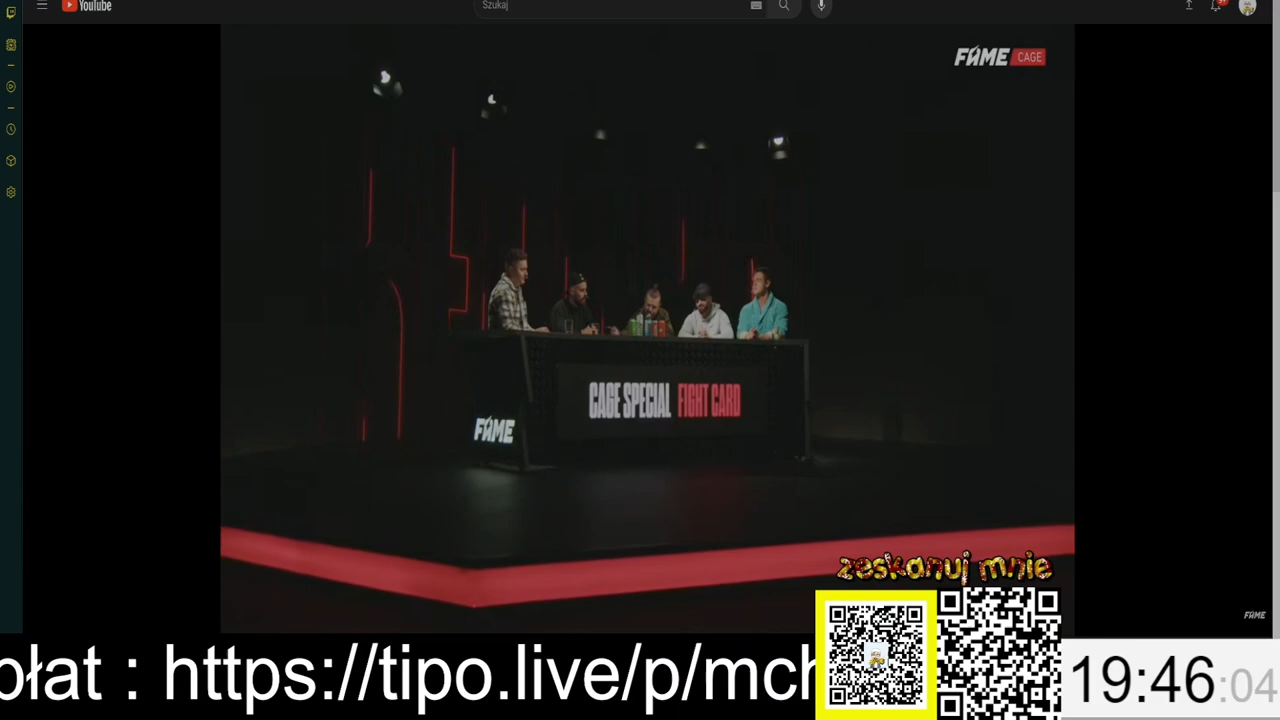 YouTube
Szukaj
FAME CAGE
CAGE SPECIAL FIGHT CARD
FAME
zeskanuj mnie
FAME
płat : https://tipo.live/p/mch
19:46:04